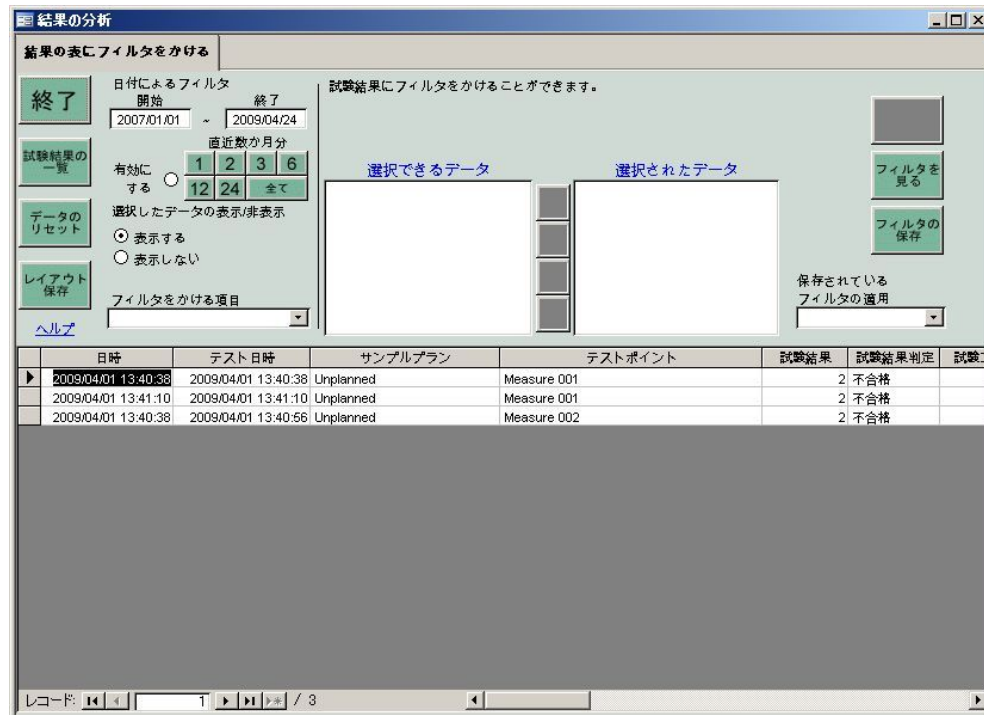 結果の分析
結果の表にフィルタをかける
終了
試験結果の
一覧
データの
リセット
レイアウト
保存
ヘルプ
日付によるフィルタ
開始 終了
2007/01/01 ~ 2009/04/24
直近数か月分
有効に
する
1 2 3 6
12 24 全て
選択したデータの表示/非表示
表示する
表示しない
フィルタをかける項目
試験結果にフィルタをかけることができます。
選択できるデータ
選択されたデータ
フィルタを
見る
フィルタの
保存
保存されている
フィルタの適用
日時 テスト日時 サンプルプラン テストポイント 試験結果 試験結果判定
2009/04/01 13:40:38 2009/04/01 13:40:38 Unplanned Measure 001 2 不合格
2009/04/01 13:41:10 2009/04/01 13:41:10 Unplanned Measure 001 2 不合格
2009/04/01 13:40:38 2009/04/01 13:40:56 Unplanned Measure 002 2 不合格
レコード: 1 / 3